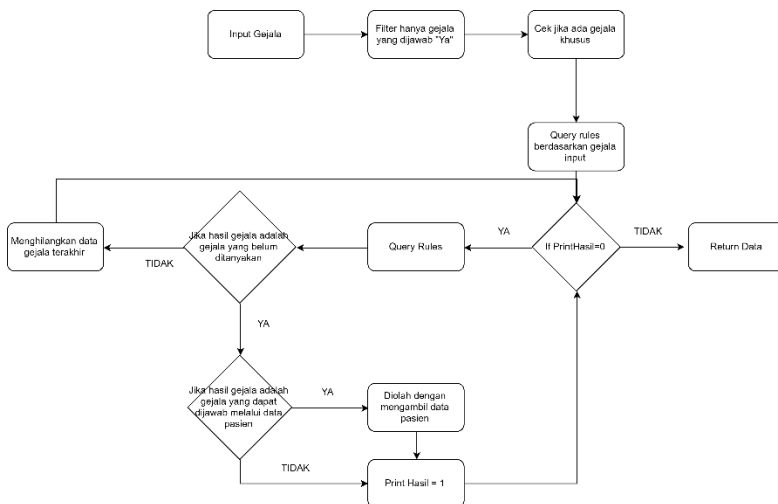 Input Gejala
Filter hanya gejala
yang dijawab "Ya"
Cek jika ada gejala
khusus
Query rules
berdasarkan gejala
input
If PrintHasil=0
YA
TIDAK
Return Data
Query Rules
Jika hasil gejala adalah
gejala yang belum
ditanyakan
TIDAK
Menghilangkan data
gejala terakhir
YA
Jika hasil gejala adalah
gejala yang dapat
dijawab melalui data
pasien
YA
Diolah dengan
mengambil data
pasien
TIDAK
Print Hasil = 1